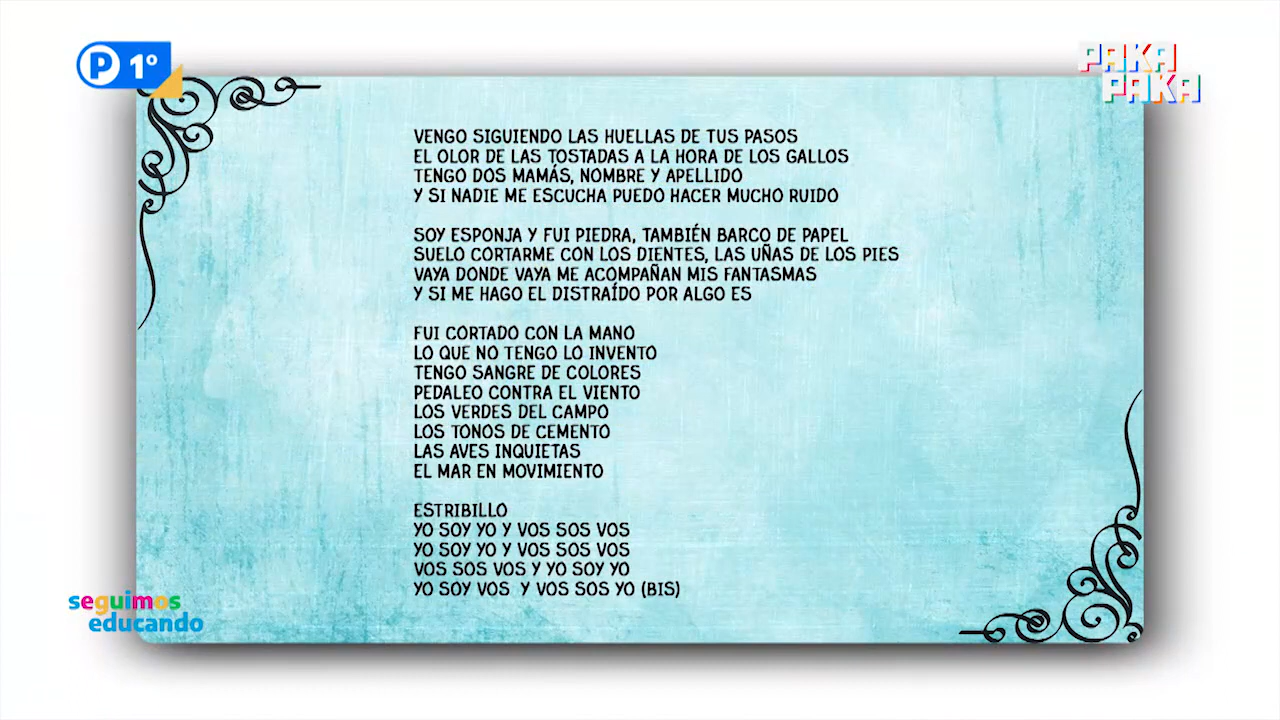 P 1º
PAKA
PAKA
VENGO SIGUIENDO LAS HUELLAS DE TUS PASOS
EL OLOR DE LAS TOSTADAS A LA HORA DE LOS GALLOS
TENGO DOS MAMÁS, NOMBRE Y APELLIDO
Y SI NADIE ME ESCUCHA PUEDO HACER MUCHO RUIDO
SOY ESPONJA Y FUI PIEDRA, TAMBIÉN BARCO DE PAPEL
SUELO CORTARME CON LOS DIENTES, LAS UÑAS DE LOS PIES
VAYA DONDE VAYA ME ACOMPAÑAN MIS FANTASMAS
Y SI ME HAGO EL DISTRAÍDO POR ALGO ES
FUI CORTADO CON LA MANO
LO QUE NO TENGO LO INVENTO
TENGO SANGRE DE COLORES
PEDALEO CONTRA EL VIENTO
LOS VERDES DEL CAMPO
LOS TONOS DE CEMENTO
LAS AVES INQUIETAS
EL MAR EN MOVIMIENTO
ESTRIBILLO
YO SOY YO Y VOS SOS VOS
YO SOY YO Y VOS SOS VOS
VOS SOS VOS Y YO SOY YO
YO SOY VOS Y VOS SOS YO (BIS)
seguimos
educando